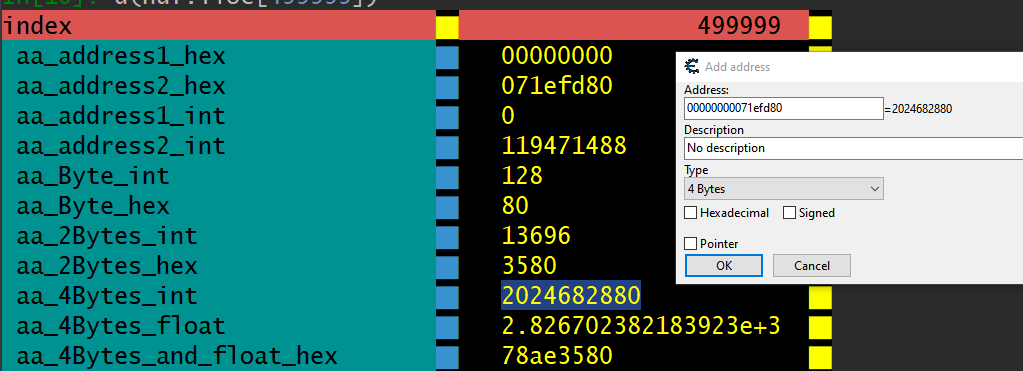 index 499999
aa_address1_hex 00000000
aa_address2_hex 071efd80
aa_address1_int 0
aa_address2_int 119471488
aa_Byte_int 128
aa_Byte_hex 80
aa_2Bytes_int 13696
aa_2Bytes_hex 3580
aa_4Bytes_int 2024682880
aa_4Bytes_float 2.826702382183923e+3
aa_4Bytes_and_float_hex 78ae3580
Add address
Address:
00000000071efd80 =2024682880
Description
No description
Type
4 Bytes
Hexadecimal Signed
Pointer
OK Cancel